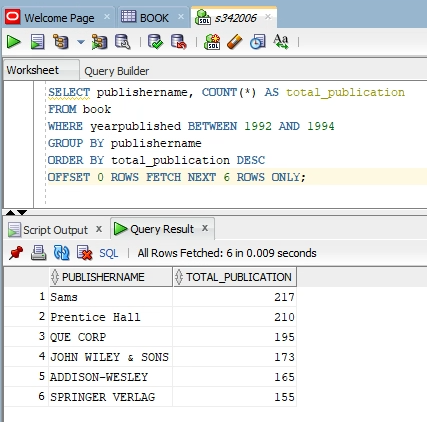 Welcome Page × BOOK × s342006 ×
SQL Aa
Worksheet Query Builder
SELECT publishername, COUNT(*) AS total_publication
FROM book
WHERE yearpublished BETWEEN 1992 AND 1994
GROUP BY publishername
ORDER BY total_publication DESC
OFFSET 0 ROWS FETCH NEXT 6 ROWS ONLY;
Script Output × Query Result ×
SQL | All Rows Fetched: 6 in 0.009 seconds
PUBLISHERNAME TOTAL_PUBLICATION
1 Sams 217
2 Prentice Hall 210
3 QUE CORP 195
4 JOHN WILEY & SONS 173
5 ADDISON-WESLEY 165
6 SPRINGER VERLAG 155